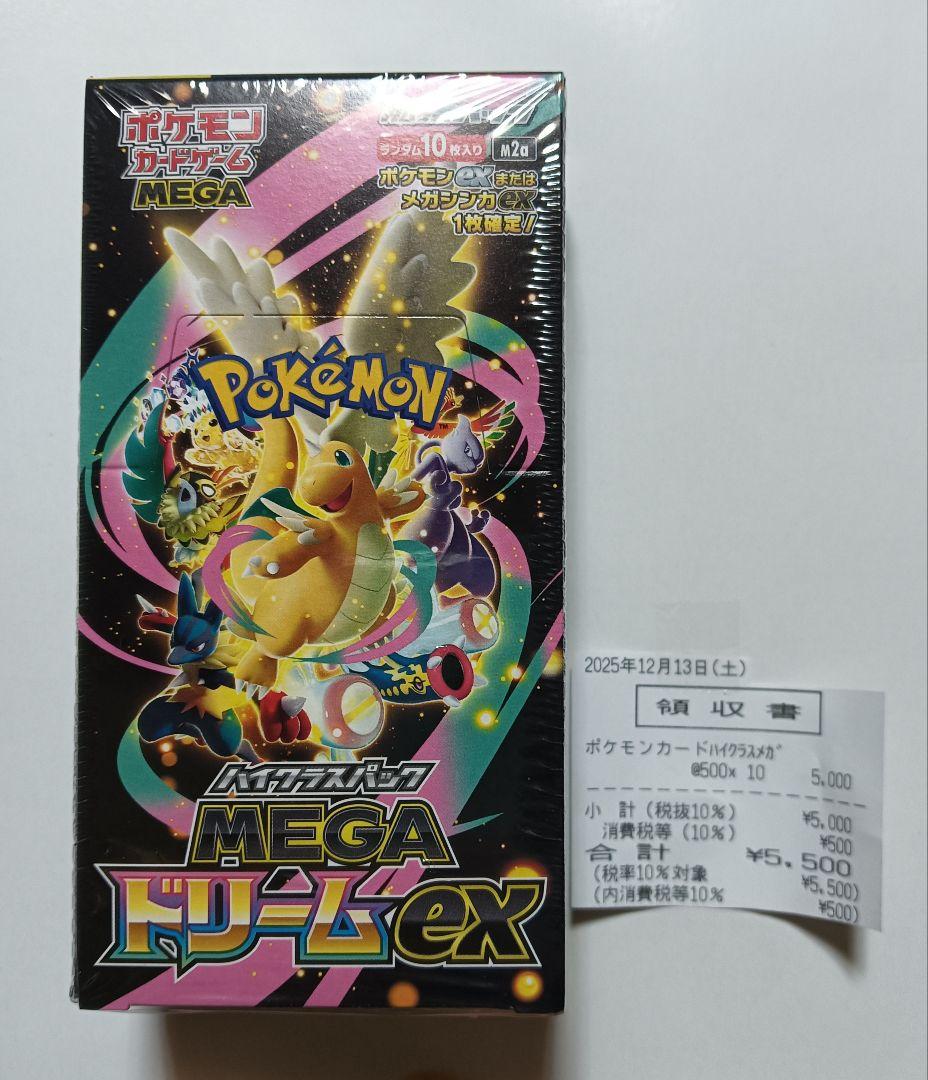 ポケモン
カードゲーム
MEGA
ランダム10枚入り M2a
ポケモンexまたは
メガシンカex
1枚確定!
POKéMON
TM
ハイクラスパック
MEGA
ドリームex
2025年12月13日(土)
領収書
ポケモンカードハイクラスメガ
@500x 10 5,000
小 計(税抜10%) ¥5,000
消費税等(10%) ¥500
合 計 ¥5,500
(税率10%対象 ¥5,500)
(内消費税等10% ¥500)